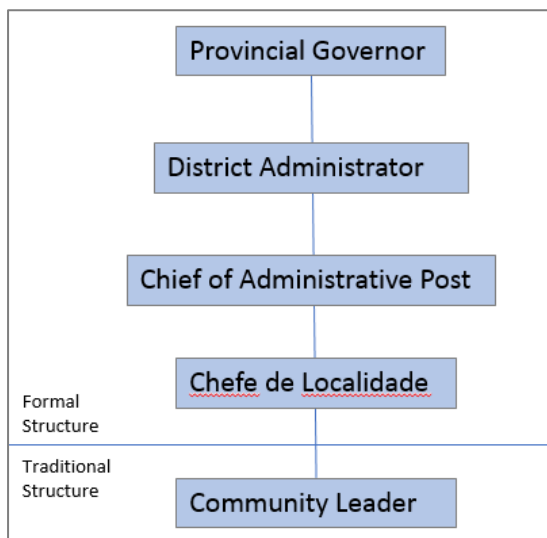 Provincial Governor
District Administrator
Chief of Administrative Post
Chefe de Localidade
Formal
Structure
Traditional
Structure
Community Leader